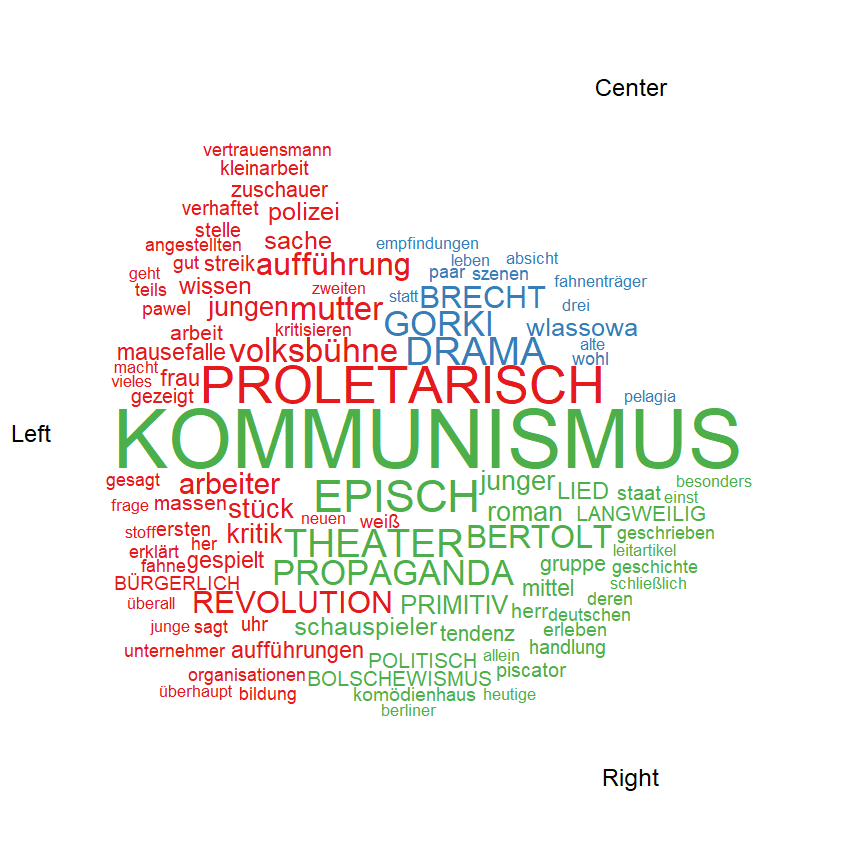 Center
vertrauensmann
kleinarbeit
zuschauer
verhaftet polizei
stelle
angestellten sache empfindungen
gut streik aufführung leben absicht
geht wissen zweiten paar szenen fahnenträger
teils statt BRECHT
pawel jungen mutter drei
arbeit kritisieren GORKI wlassowa
mausefalle volksbühne DRAMA alte
wohl
macht
vieles frau PROLETARISCH
gezeigt pelagia
Left KOMMUNISMUS
gesagt arbeiter junger besonders
frage massen stück EPISCH LIED staat einst
neuen weiß roman LANGWEILIG
stoff ersten kritik THEATER BERTOLT geschrieben
erklärt her leitartikel
fahne gespielt PROPAGANDA gruppe geschichte
BÜRGERLICH mittel schließlich
überall REVOLUTION PRIMITIV herr deren
deutschen
junge sagt uhr schauspieler tendenz erleben
unternehmer aufführungen POLITISCH allein handlung
organisationen BOLSCHEWISMUS piscator
überhaupt bildung komödienhaus heutige
berliner
Right